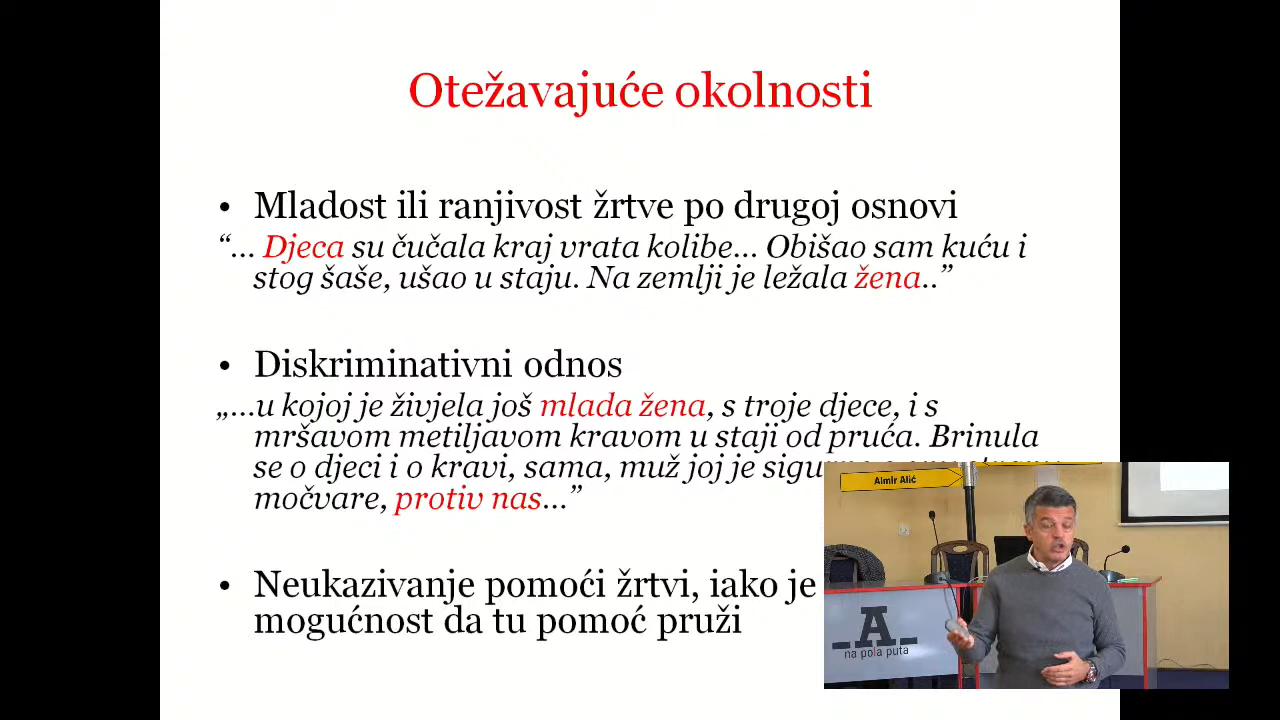 Otežavajuće okolnosti
• Mladost ili ranjivost žrtve po drugoj osnovi
“… Djeca su čučala kraj vrata kolibe… Obišao sam kuću i
stog šaše, ušao u staju. Na zemlji je ležala žena..”
• Diskriminativni odnos
„…u kojoj je živjela još mlada žena, s troje djece, i s
mršavom metiljavom kravom u staji od pruća. Brinula
se o djeci i o kravi, sama, muž joj je
močvare, protiv nas…”
• Neukazivanje pomoći žrtvi, iako je
mogućnost da tu pomoć pruži
Almir Alić
_A_
na pola puta